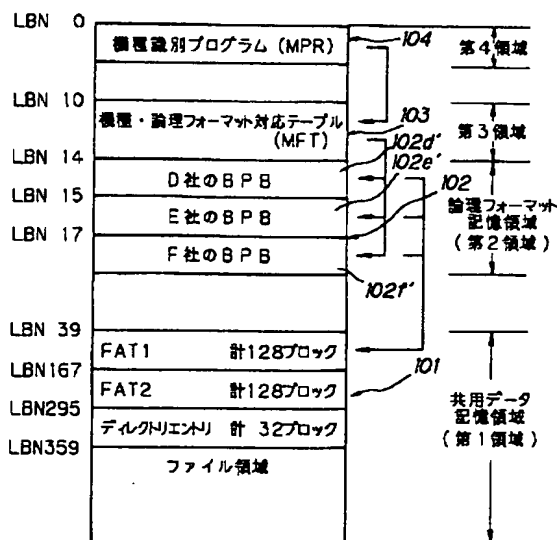 LBN 0
機種識別プログラム (MPR)
104
第4領域
LBN 10
機種・論理フォーマット対応テーブル
(MFT)
103
第3領域
LBN 14
102d'
D社のBPB
102e'
LBN 15
E社のBPB
102
論理フォーマット
記憶領域
(第2領域)
LBN 17
F社のBPB
102f'
LBN 39
FAT1 計128ブロック
LBN167
FAT2 計128ブロック
101
共用データ
記憶領域
(第1領域)
LBN295
ディレクトリエントリ 計 32ブロック
LBN359
ファイル領域